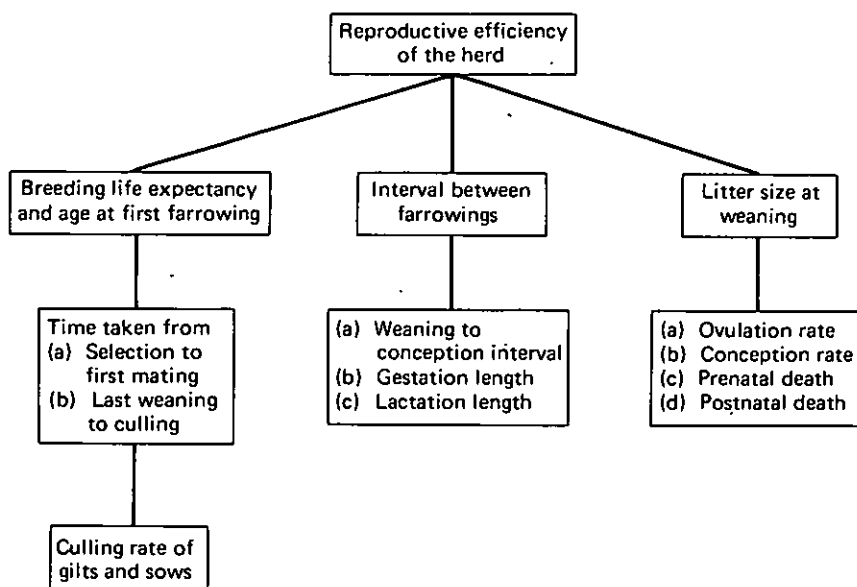 Reproductive efficiency
of the herd
Breeding life expectancy
and age at first farrowing
Interval between
farrowings
Litter size at
weaning
Time taken from
(a) Selection to
first mating
(b) Last weaning
to culling
(a) Weaning to
conception interval
(b) Gestation length
(c) Lactation length
(a) Ovulation rate
(b) Conception rate
(c) Prenatal death
(d) Postnatal death
Culling rate of
gilts and sows